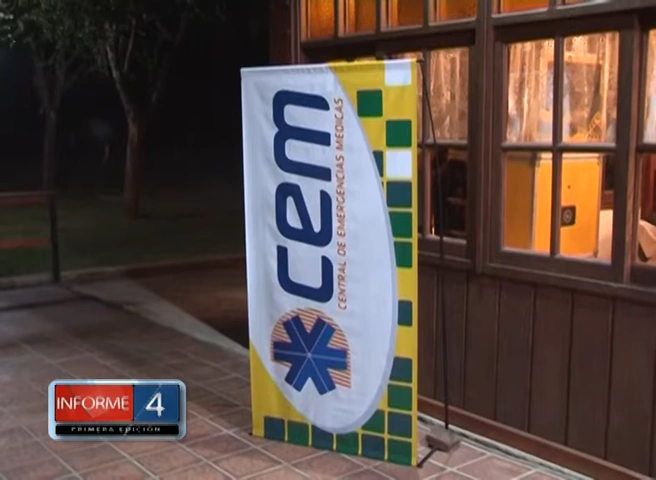 cem
CENTRAL DE EMERGENCIAS MEDICAS
INFORME 4
PRIMERA EDICIÓN